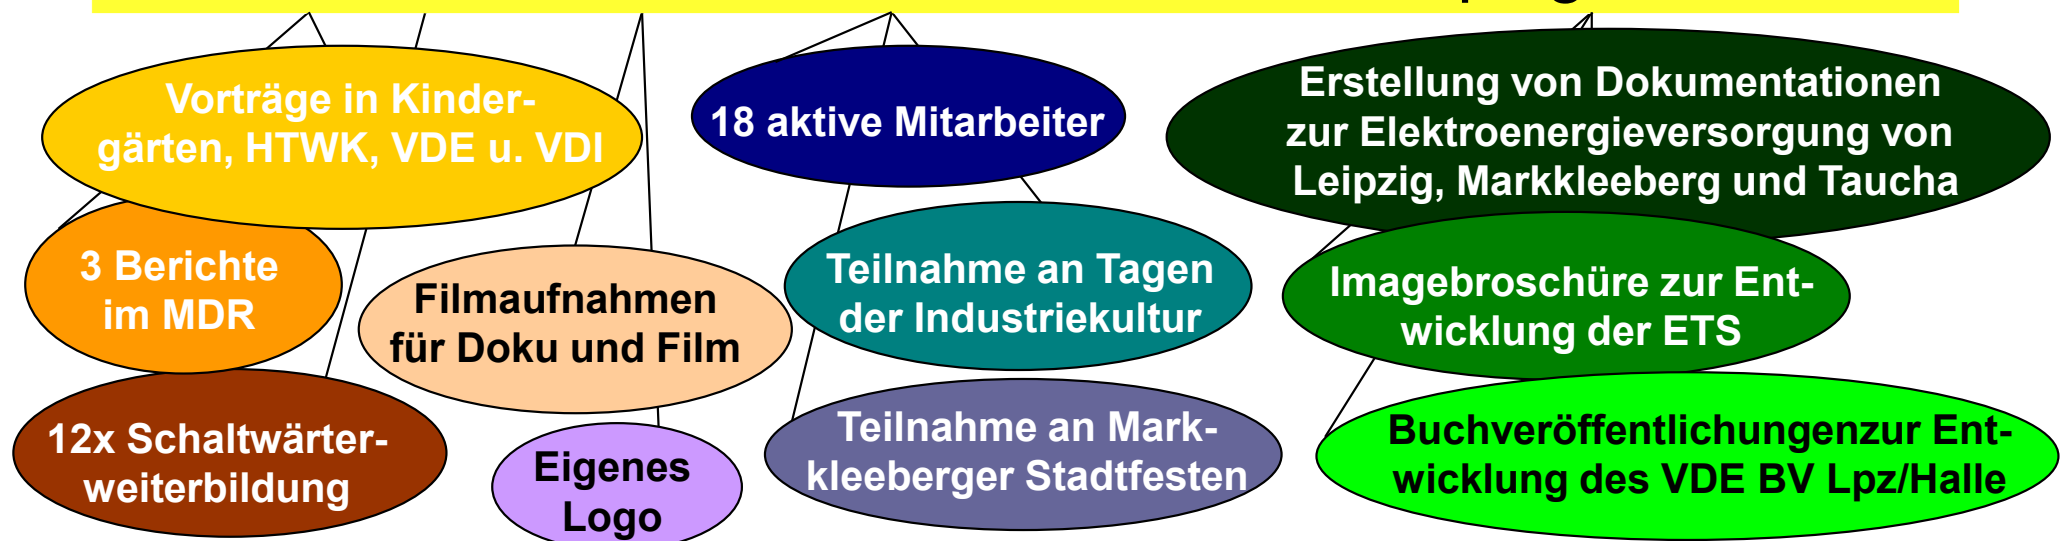 Vorträge in Kinder-
gärten, HTWK, VDE u. VDI
18 aktive Mitarbeiter
Erstellung von Dokumentationen
zur Elektroenergieversorgung von
Leipzig, Markkleeberg und Taucha
3 Berichte
im MDR
Filmaufnahmen
für Doku und Film
Teilnahme an Tagen
der Industriekultur
Imagebroschüre zur Ent-
wicklung der ETS
12x Schaltwärter-
weiterbildung
Eigenes
Logo
Teilnahme an Mark-
kleeberger Stadtfesten
Buchveröffentlichungenzur Ent-
wicklung des VDE BV Lpz/Halle